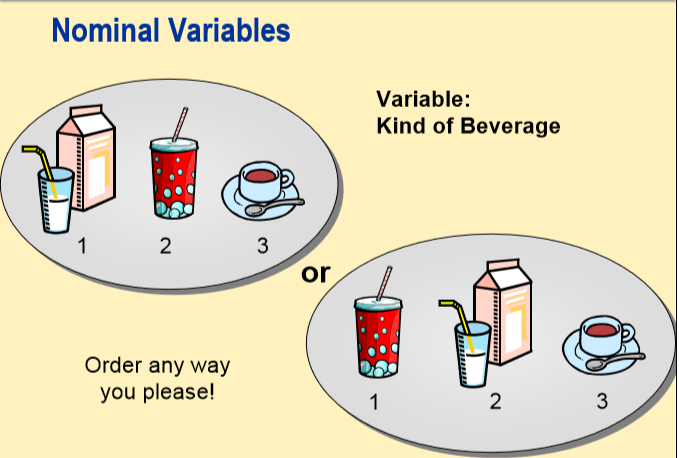 Nominal Variables
Variable:
Kind of Beverage
1 2 3
or
1 2 3
Order any way
you please!